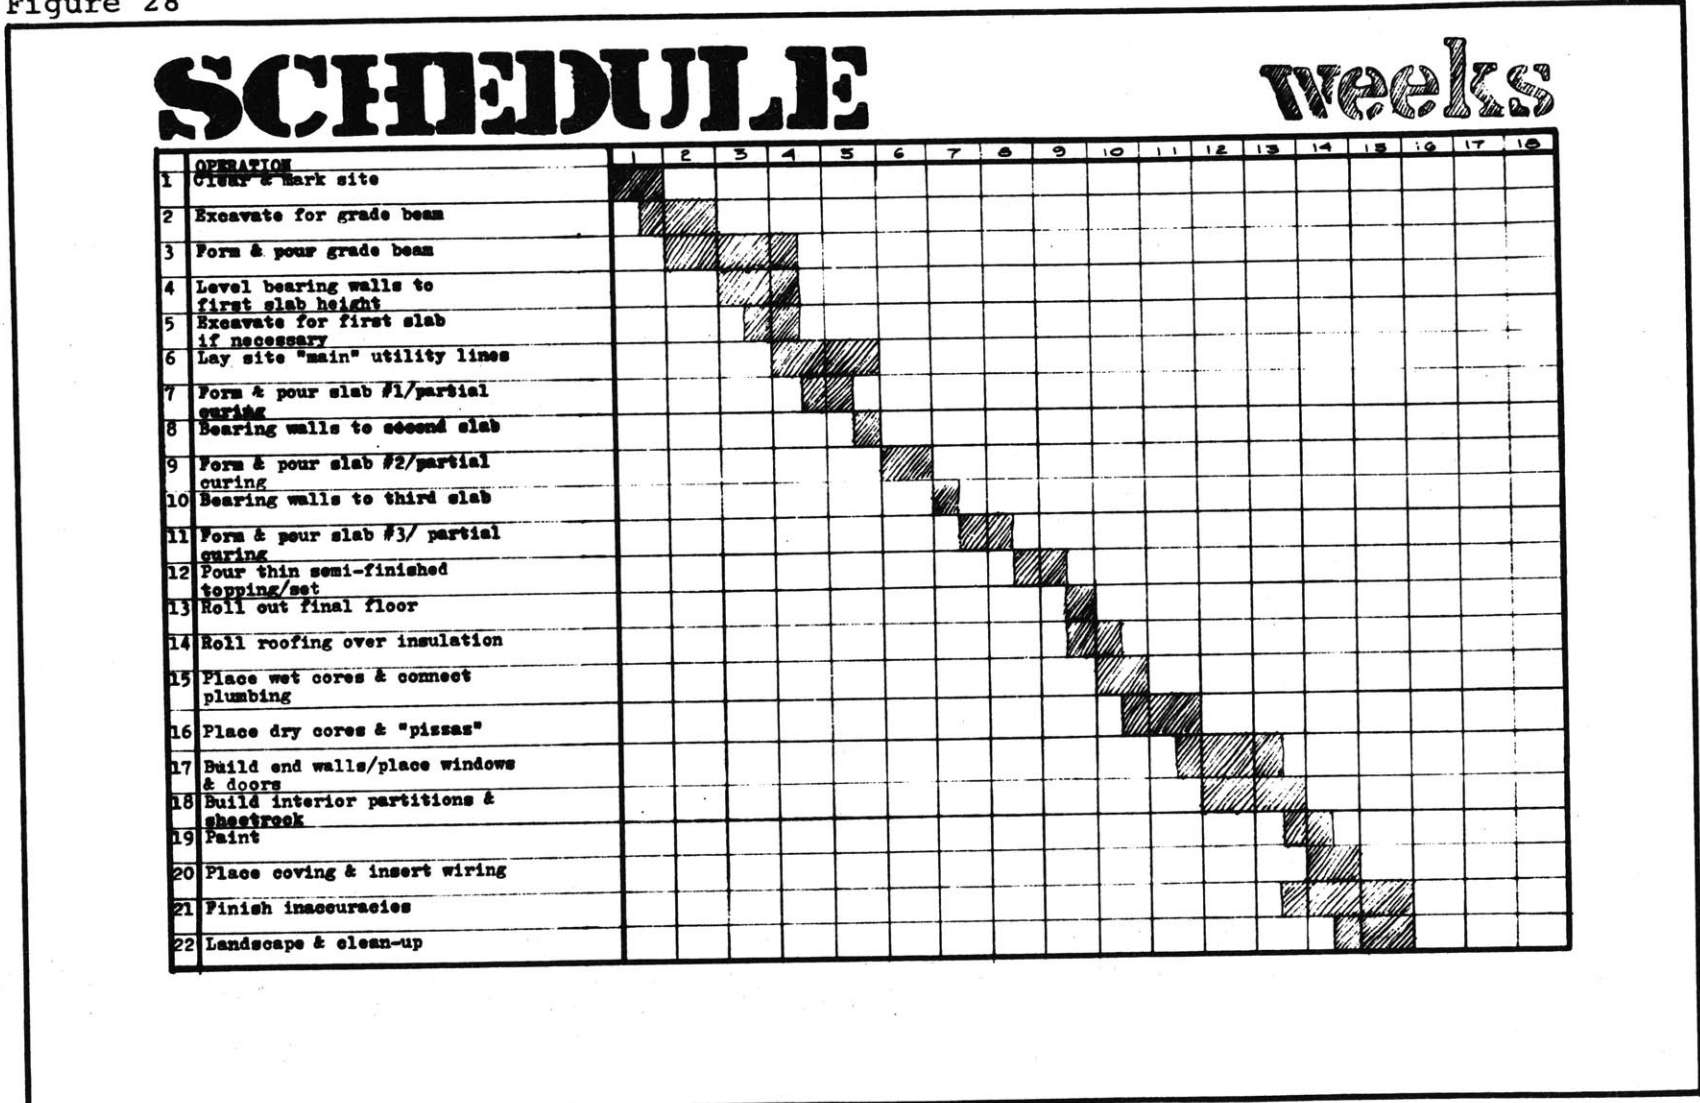 Figure 28
SCHEDULE weeks
OPERATION 1 2 3 4 5 6 7 8 9 10 11 12 13 14 15 16 17 18
1 Clear & mark site
2 Excavate for grade beam
3 Form & pour grade beam
4 Level bearing walls to
first slab height
5 Excavate for first slab
if necessary
6 Lay site "main" utility lines
7 Form & pour slab #1/partial
curing
8 Bearing walls to second slab
9 Form & pour slab #2/partial
curing
10 Bearing walls to third slab
11 Form & pour slab #3/ partial
curing
12 Pour thin semi-finished
topping/set
13 Roll out final floor
14 Roll roofing over insulation
15 Place wet cores & connect
plumbing
16 Place dry cores & "pizzas"
17 Build end walls/place windows
& doors
18 Build interior partitions &
sheetrock
19 Paint
20 Place coving & insert wiring
21 Finish inaccuracies
22 Landscape & clean-up